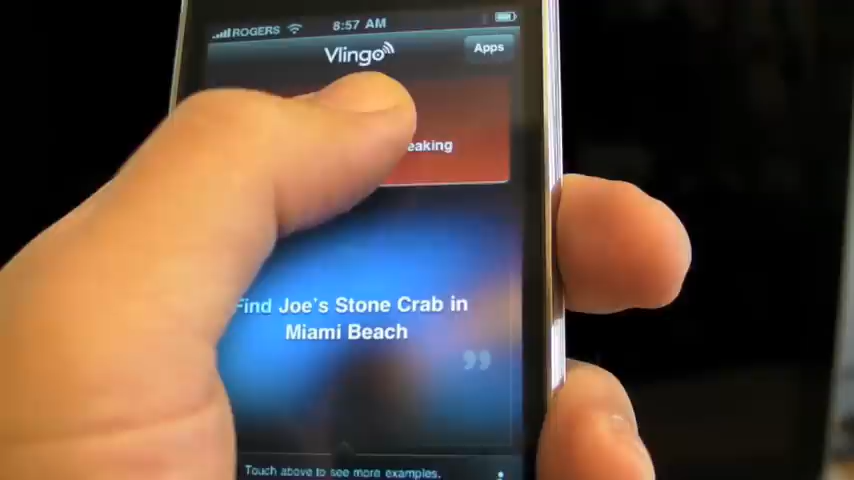 ROGERS 8:57 AM
Vlingo Apps
eaking
Find Joe's Stone Crab in
Miami Beach
”
Touch above to see more examples.